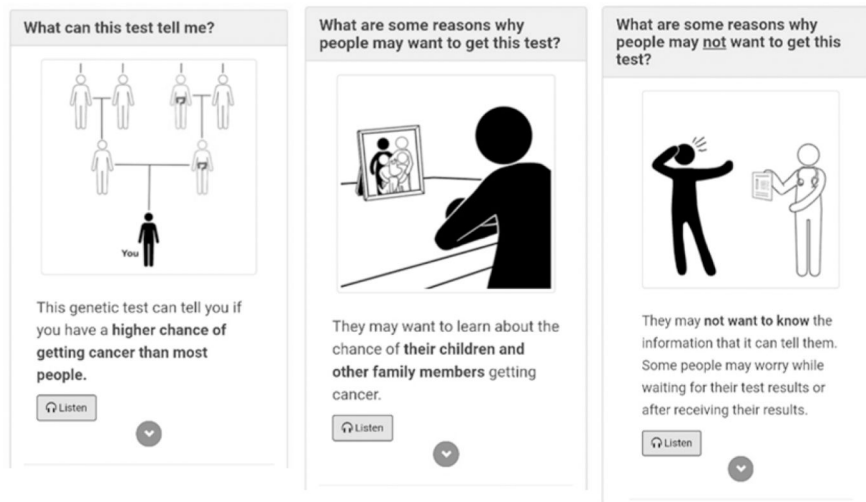 What can this test tell me?
You
This genetic test can tell you if
you have a higher chance of
getting cancer than most
people.
Listen
What are some reasons why
people may want to get this test?
They may want to learn about the
chance of their children and
other family members getting
cancer.
Listen
What are some reasons why
people may not want to get this
test?
They may not want to know the
information that it can tell them.
Some people may worry while
waiting for their test results or
after receiving their results.
Listen